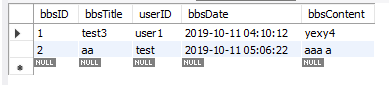 bbsID bbsTitle userID bbsDate bbsContent
1 test3 user1 2019-10-11 04:10:12 yexy4
2 aa test 2019-10-11 05:06:22 aaa a
NULL NULL NULL NULL NULL